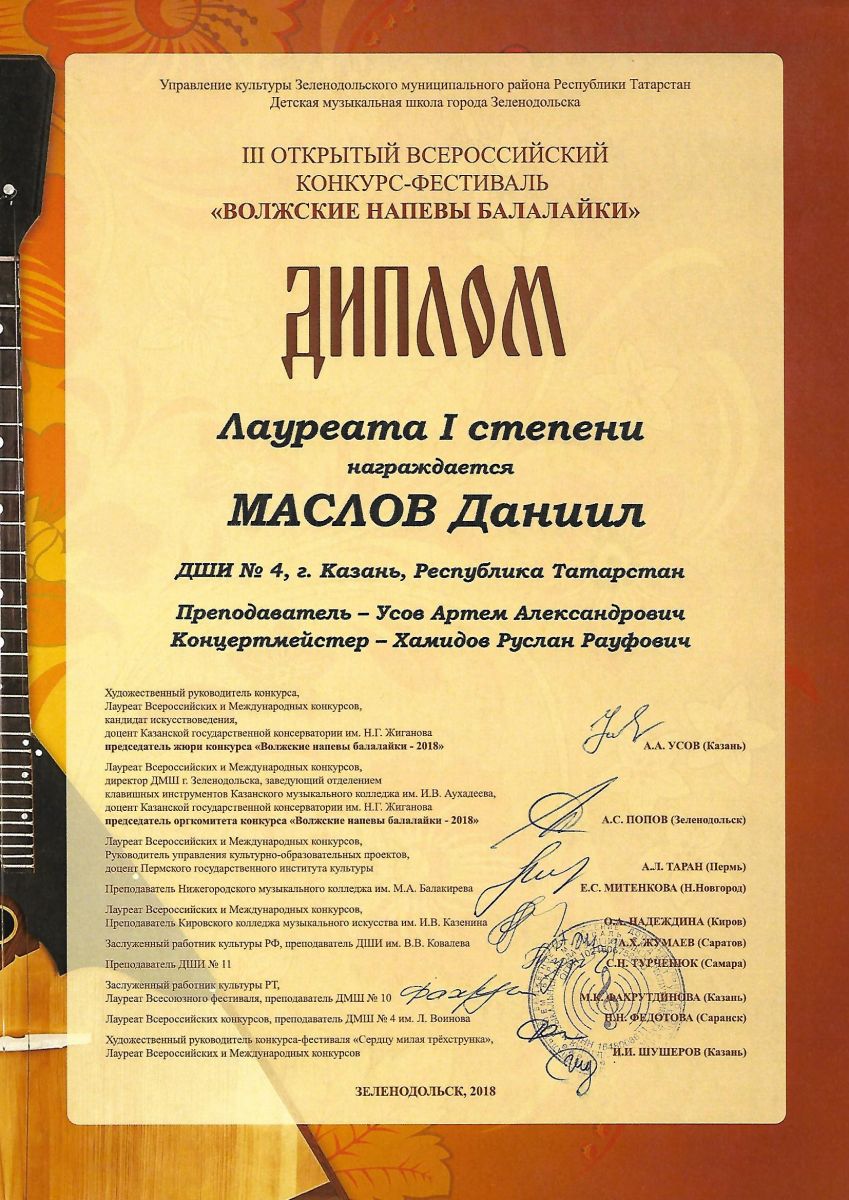 Управление культуры Зеленодольского муниципального района Республики Татарстан
Детская музыкальная школа города Зеленодольска
III ОТКРЫТЫЙ ВСЕРОССИЙСКИЙ
КОНКУРС-ФЕСТИВАЛЬ
«ВОЛЖСКИЕ НАПЕВЫ БАЛАЛАЙКИ»
ДИПЛОМ
Лауреата I степени
награждается
МАСЛОВ Даниил
ДШИ № 4, г. Казань, Республика Татарстан
Преподаватель – Усов Артем Александрович
Концертмейстер – Хамидов Руслан Рауфович
Художественный руководитель конкурса,
Лауреат Всероссийских и Международных конкурсов,
кандидат искусствоведения,
доцент Казанской государственной консерватории им. Н.Г. Жиганова
председатель жюри конкурса «Волжские напевы балалайки - 2018» А.А. УСОВ (Казань)
Лауреат Всероссийских и Международных конкурсов,
директор ДМШ г. Зеленодольска, заведующий отделением
клавишных инструментов Казанского музыкального колледжа им. И.В. Аухадеева,
доцент Казанской государственной консерватории им. Н.Г. Жиганова
председатель оргкомитета конкурса «Волжские напевы балалайки - 2018» А.С. ПОПОВ (Зеленодольск)
Лауреат Всероссийских и Международных конкурсов,
Руководитель управления культурно-образовательных проектов,
доцент Пермского государственного института культуры А.Л. ТАРАН (Пермь)
Преподаватель Нижегородского музыкального колледжа им. М.А. Балакирева Е.С. МИТЕНКОВА (Н.Новгород)
Лауреат Всероссийских и Международных конкурсов,
Преподаватель Кировского колледжа музыкального искусства им. И.В. Казенина О.А. НАДЕЖДИНА (Киров)
Заслуженный работник культуры РФ, преподаватель ДШИ им. В.В. Ковалева А.Х. ЖУМАЕВ (Саратов)
Преподаватель ДШИ № 11 С.Н. ТУРЧЕНЮК (Самара)
Заслуженный работник культуры РТ,
Лауреат Всесоюзного фестиваля, преподаватель ДМШ № 10 М.К. ФАХРУТДИНОВА (Казань)
Лауреат Всероссийских конкурсов, преподаватель ДМШ № 4 им. Л. Воинова Н.Н. ФЕДОТОВА (Саранск)
Художественный руководитель конкурса-фестиваля «Сердцу милая трёхструнка»,
Лауреат Всероссийских и Международных конкурсов И.И. ШУШЕРОВ (Казань)
ЗЕЛЕНОДОЛЬСК, 2018